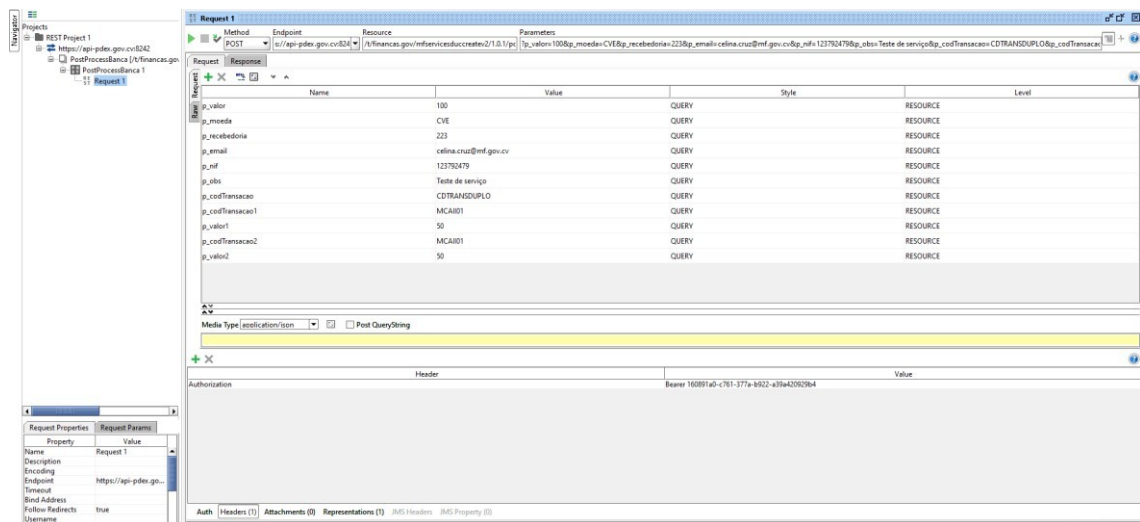 Navigator
Projects
REST Project 1
https://api-pdex.gov.cv:8242
PostProcessBanca [/t/financas.gov
PostProcessBanca 1
Request 1
Request 1
Method
Endpoint
Resource
Parameters
POST
s://api-pdex.gov.cv:824
/t/financas.gov/mfservicesduccreatev2/1.0.1/pc
?p_valor=100&p_moeda=CVE&p_recebedoria=223&p_email=celina.cruz@mf.gov.cv&p_nif=123792479&p_obs=Teste de serviço&p_codTransacao=CDTRANSDUPLO&p_codTransacac
Request
Response
Request
Raw
Name Value Style Level
p_valor 100 QUERY RESOURCE
p_moeda CVE QUERY RESOURCE
p_recebedoria 223 QUERY RESOURCE
p_email celina.cruz@mf.gov.cv QUERY RESOURCE
p_nif 123792479 QUERY RESOURCE
p_obs Teste de serviço QUERY RESOURCE
p_codTransacao CDTRANSDUPLO QUERY RESOURCE
p_codTransacao1 MCAII01 QUERY RESOURCE
p_valor1 50 QUERY RESOURCE
p_codTransacao2 MCAII01 QUERY RESOURCE
p_valor2 50 QUERY RESOURCE
Media Type application/json Post QueryString
Header Value
Authorization Bearer 160891a0-c761-377a-b922-a39a420929b4
Request Properties
Request Params
Property Value
Name Request 1
Description
Encoding
Endpoint https://api-pdex.go...
Timeout
Bind Address
Follow Redirects true
Username
Auth Headers (1) Attachments (0) Representations (1) JMS Headers JMS Property (0)